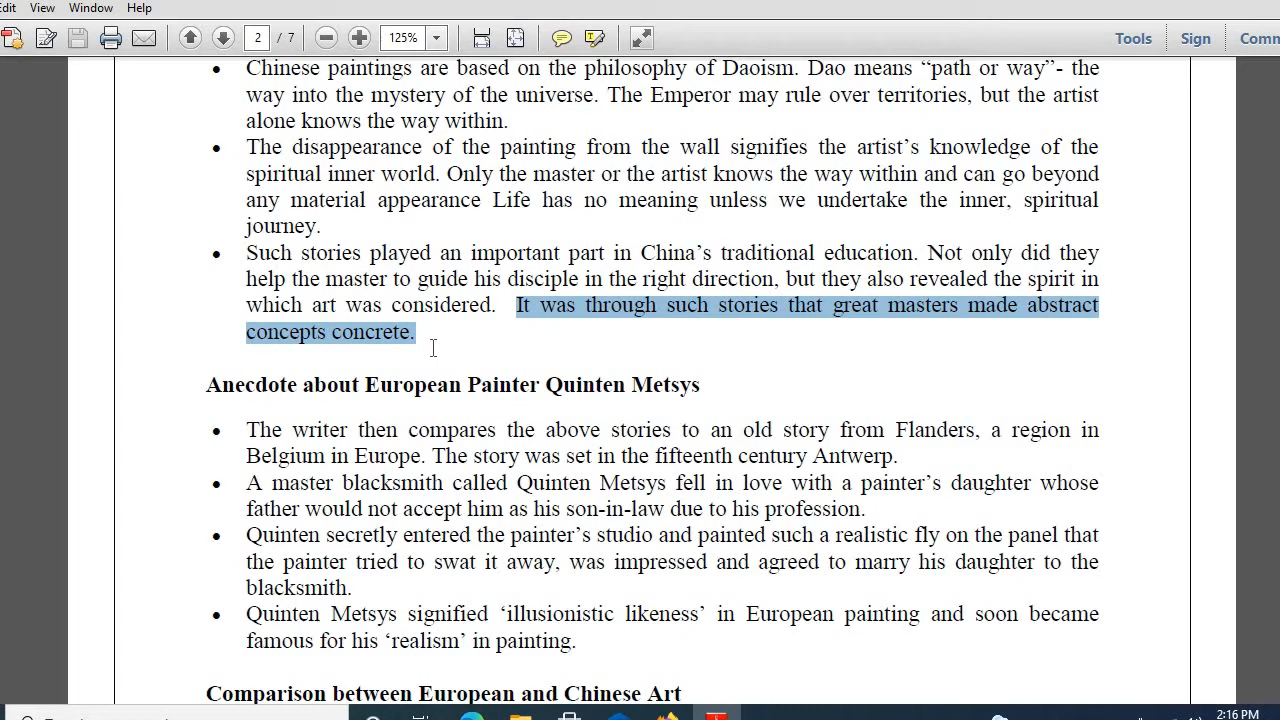 Edit View Window Help
2 / 7 125% Tools Sign
Chinese paintings are based on the philosophy of Daoism. Dao means “path or way”- the
way into the mystery of the universe. The Emperor may rule over territories, but the artist
alone knows the way within.
The disappearance of the painting from the wall signifies the artist’s knowledge of the
spiritual inner world. Only the master or the artist knows the way within and can go beyond
any material appearance Life has no meaning unless we undertake the inner, spiritual
journey.
Such stories played an important part in China’s traditional education. Not only did they
help the master to guide his disciple in the right direction, but they also revealed the spirit in
which art was considered. It was through such stories that great masters made abstract
concepts concrete.
Anecdote about European Painter Quinten Metsys
The writer then compares the above stories to an old story from Flanders, a region in
Belgium in Europe. The story was set in the fifteenth century Antwerp.
A master blacksmith called Quinten Metsys fell in love with a painter’s daughter whose
father would not accept him as his son-in-law due to his profession.
Quinten secretly entered the painter’s studio and painted such a realistic fly on the panel that
the painter tried to swat it away, was impressed and agreed to marry his daughter to the
blacksmith.
Quinten Metsys signified ‘illusionistic likeness’ in European painting and soon became
famous for his ‘realism’ in painting.
Comparison between European and Chinese Art
2:16 PM